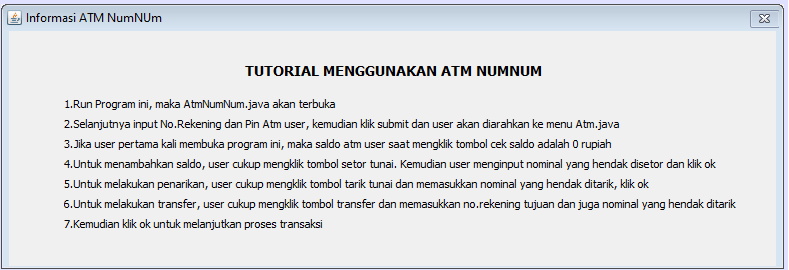 Informasi ATM NumNUm
TUTORIAL MENGGUNAKAN ATM NUMNUM
1.Run Program ini, maka AtmNumNum.java akan terbuka
2.Selanjutnya input No.Rekening dan Pin Atm user, kemudian klik submit dan user akan diarahkan ke menu Atm.java
3.Jika user pertama kali membuka program ini, maka saldo atm user saat mengklik tombol cek saldo adalah 0 rupiah
4.Untuk menambahkan saldo, user cukup mengklik tombol setor tunai. Kemudian user menginput nominal yang hendak disetor dan klik ok
5.Untuk melakukan penarikan, user cukup mengklik tombol tarik tunai dan memasukkan nominal yang hendak ditarik, klik ok
6.Untuk melakukan transfer, user cukup mengklik tombol transfer dan memasukkan no.rekening tujuan dan juga nominal yang hendak ditarik
7.Kemudian klik ok untuk melanjutkan proses transaksi